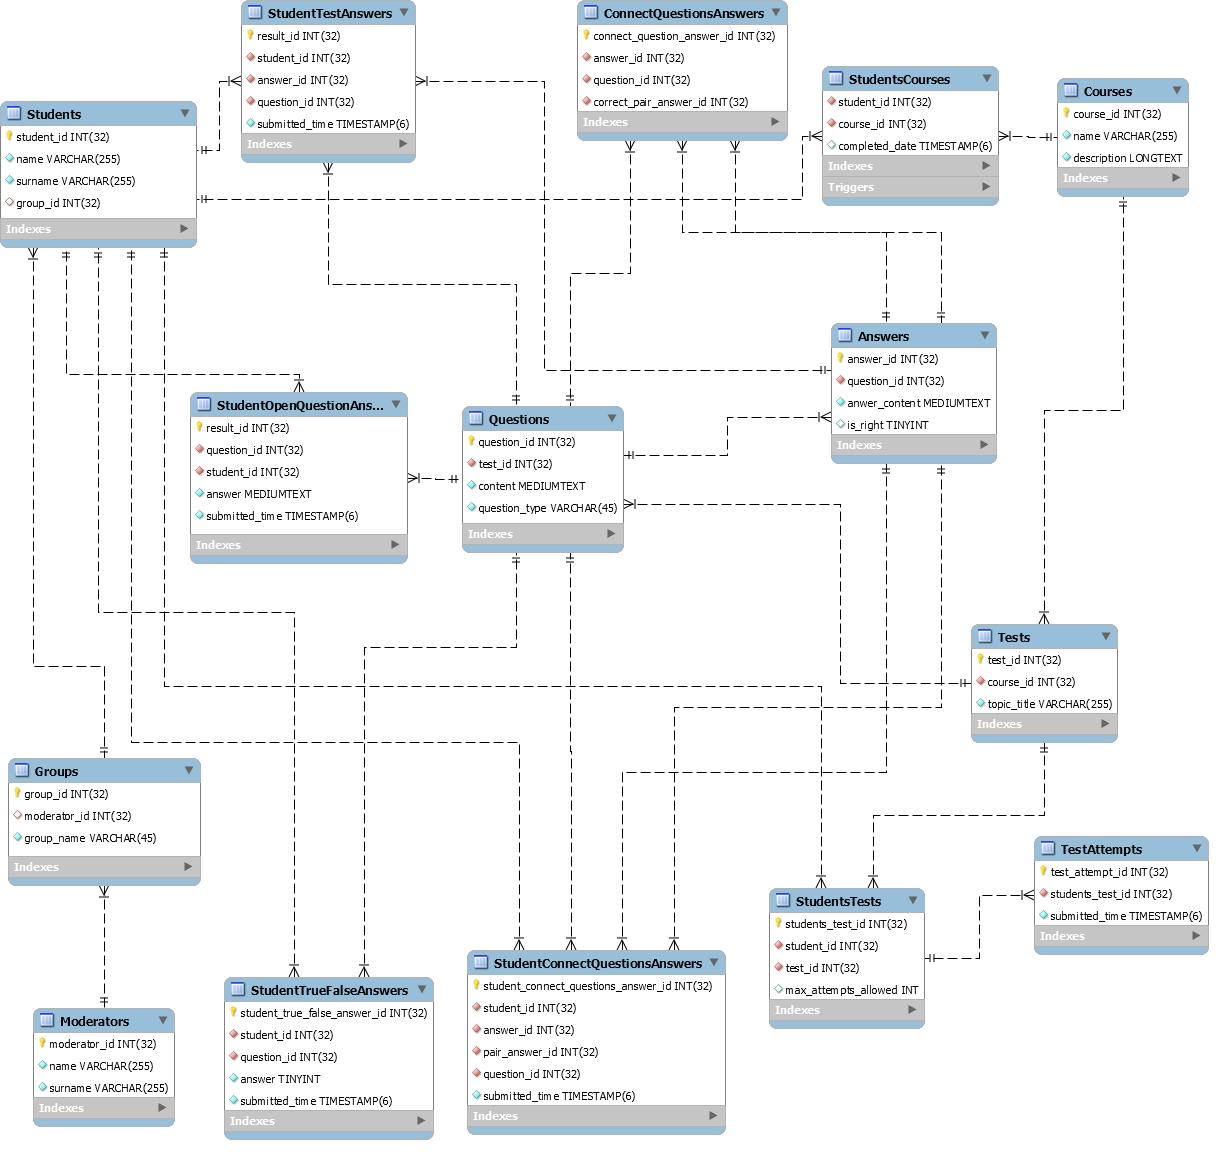 StudentTestAnswers
result_id INT(32)
student_id INT(32)
answer_id INT(32)
question_id INT(32)
submitted_time TIMESTAMP(6)
Indexes
ConnectQuestionsAnswers
connect_question_answer_id INT(32)
answer_id INT(32)
question_id INT(32)
correct_pair_answer_id INT(32)
Indexes
StudentsCourses
student_id INT(32)
course_id INT(32)
completed_date TIMESTAMP(6)
Indexes
Triggers
Courses
course_id INT(32)
name VARCHAR(255)
description LONGTEXT
Indexes
Students
student_id INT(32)
name VARCHAR(255)
surname VARCHAR(255)
group_id INT(32)
Indexes
Answers
answer_id INT(32)
question_id INT(32)
anwer_content MEDIUMTEXT
is_right TINYINT
Indexes
StudentOpenQuestionAns...
result_id INT(32)
question_id INT(32)
student_id INT(32)
answer MEDIUMTEXT
submitted_time TIMESTAMP(6)
Indexes
Questions
question_id INT(32)
test_id INT(32)
content MEDIUMTEXT
question_type VARCHAR(45)
Indexes
Tests
test_id INT(32)
course_id INT(32)
topic_title VARCHAR(255)
Indexes
Groups
group_id INT(32)
moderator_id INT(32)
group_name VARCHAR(45)
Indexes
TestAttempts
test_attempt_id INT(32)
students_test_id INT(32)
submitted_time TIMESTAMP(6)
Indexes
StudentsTests
students_test_id INT(32)
student_id INT(32)
test_id INT(32)
max_attempts_allowed INT
Indexes
StudentConnectQuestionsAnswers
student_connect_questions_answer_id INT(32)
student_id INT(32)
answer_id INT(32)
pair_answer_id INT(32)
question_id INT(32)
submitted_time TIMESTAMP(6)
Indexes
StudentTrueFalseAnswers
student_true_false_answer_id INT(32)
student_id INT(32)
question_id INT(32)
answer TINYINT
submitted_time TIMESTAMP(6)
Indexes
Moderators
moderator_id INT(32)
name VARCHAR(255)
surname VARCHAR(255)
Indexes